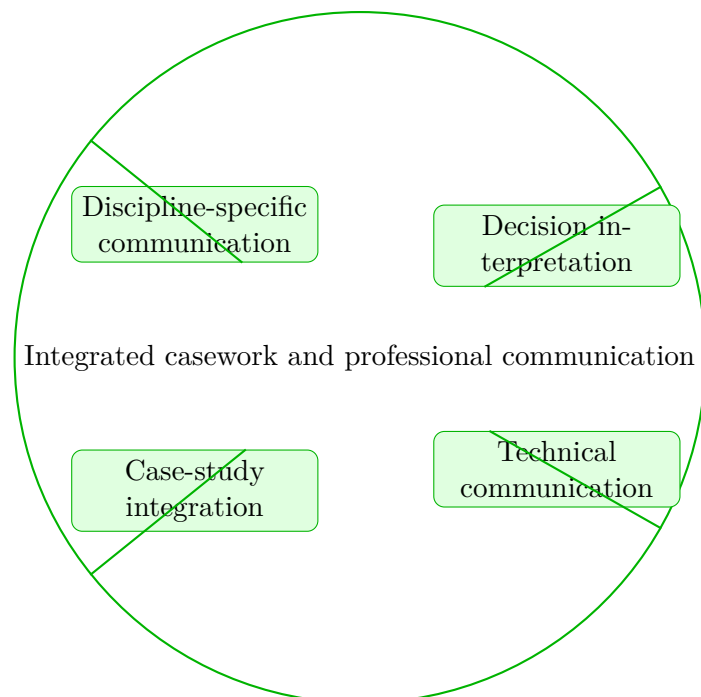 Discipline-specific
communication
Decision in-
terpretation
Integrated casework and professional communication
Case-study
integration
Technical
communication